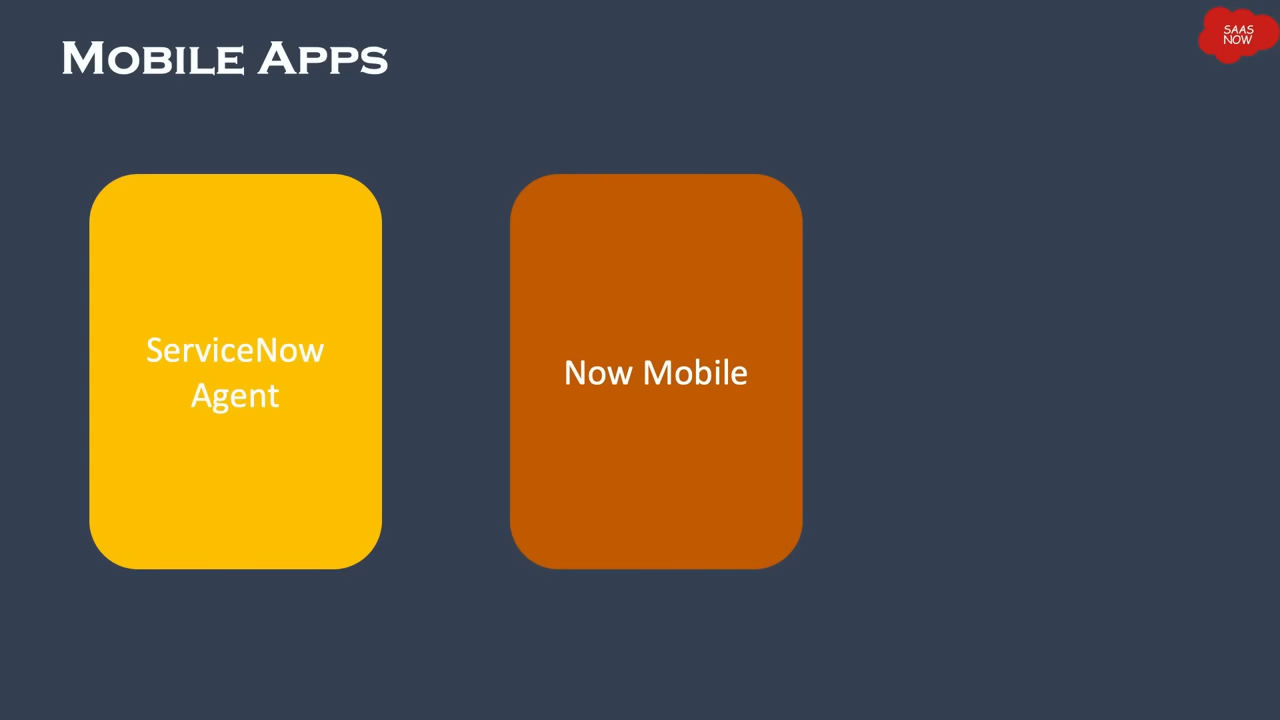 Mobile Apps
SAAS
NOW
ServiceNow
Agent
Now Mobile